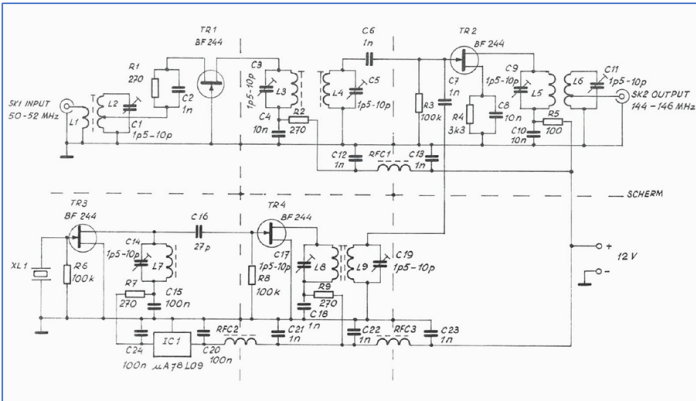 TR1
BF 244
C6
1n
TR2
BF 244
C3
1p5-10p
L3
L4
C5
1p5-10p
R1
270
C2
1n
SK1 INPUT
50-52 MHz
L1
L2
C1
1p5-10p
C4
10n
R2
270
R3
100k
C7
1n
R4
3k3
C8
10n
C9
1p5-10p
L5
L6
C11
1p5-10p
SK2 OUTPUT
144-146 MHz
C10
10n
R5
100
C12
1n
RFC1
C13
1n
SCHERM
TR3
BF 244
C16
27p
TR4
BF 244
XL1
R6
100k
C14
1p5-10p
L7
R7
270
C15
100n
R8
100k
C17
1p5-10p
L8
L9
C19
1p5-10p
R9
270
C18
1n
+
12V
-
C24
100n
IC1
µA78L09
C20
100n
RFC2
C21
1n
C22
1n
RFC3
C23
1n